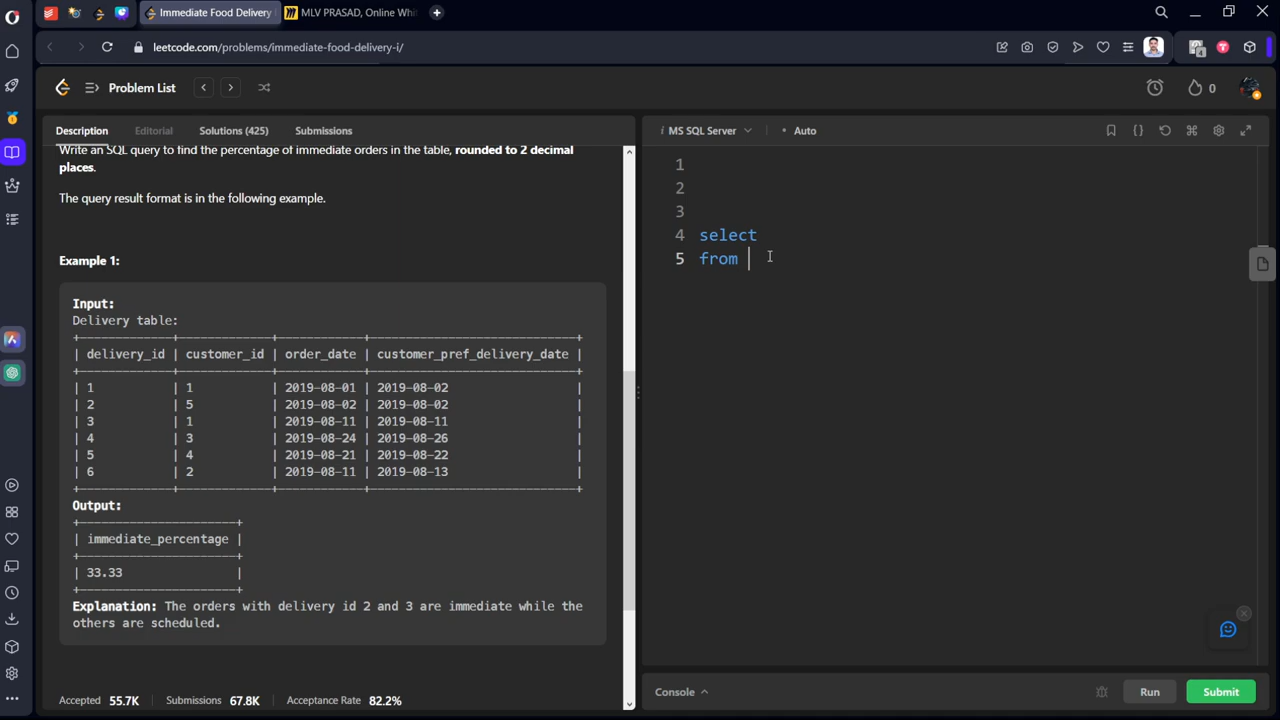 Immediate Food Delivery
MLV PRASAD, Online Whi
leetcode.com/problems/immediate-food-delivery-i/
4
Problem List
0
Description
Editorial
Solutions (425)
Submissions
MS SQL Server
Auto
Write an SQL query to find the percentage of immediate orders in the table, rounded to 2 decimal
places.
The query result format is in the following example.
Example 1:
Input:
Delivery table:
+-------------+-------------+------------+-----------------------------+
| delivery_id | customer_id | order_date | customer_pref_delivery_date |
+-------------+-------------+------------+-----------------------------+
| 1 | 1 | 2019-08-01 | 2019-08-02 |
| 2 | 5 | 2019-08-02 | 2019-08-02 |
| 3 | 1 | 2019-08-11 | 2019-08-11 |
| 4 | 3 | 2019-08-24 | 2019-08-26 |
| 5 | 4 | 2019-08-21 | 2019-08-22 |
| 6 | 2 | 2019-08-11 | 2019-08-13 |
+-------------+-------------+------------+-----------------------------+
Output:
+----------------------+
| immediate_percentage |
+----------------------+
| 33.33 |
+----------------------+
Explanation: The orders with delivery id 2 and 3 are immediate while the
others are scheduled.
Accepted 55.7K
Submissions 67.8K
Acceptance Rate 82.2%
1
2
3
4 select
5 from
Console
Run
Submit